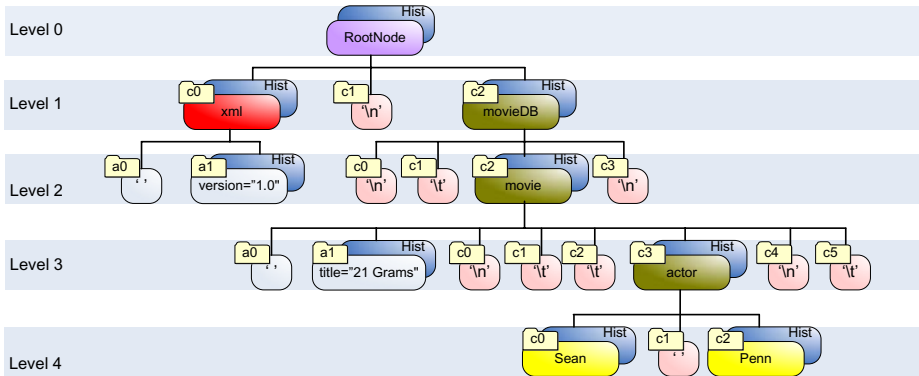 Level 0
Hist
RootNode
Level 1
c0
Hist
xml
c1
'\n'
c2
Hist
movieDB
Level 2
a0
' '
a1
Hist
version="1.0"
c0
'\n'
c1
'\t'
c2
Hist
movie
c3
'\n'
Level 3
a0
' '
a1
Hist
title="21 Grams"
c0
'\n'
c1
'\t'
c2
'\t'
c3
Hist
actor
c4
'\n'
c5
'\t'
Level 4
c0
Hist
Sean
c1
' '
c2
Hist
Penn